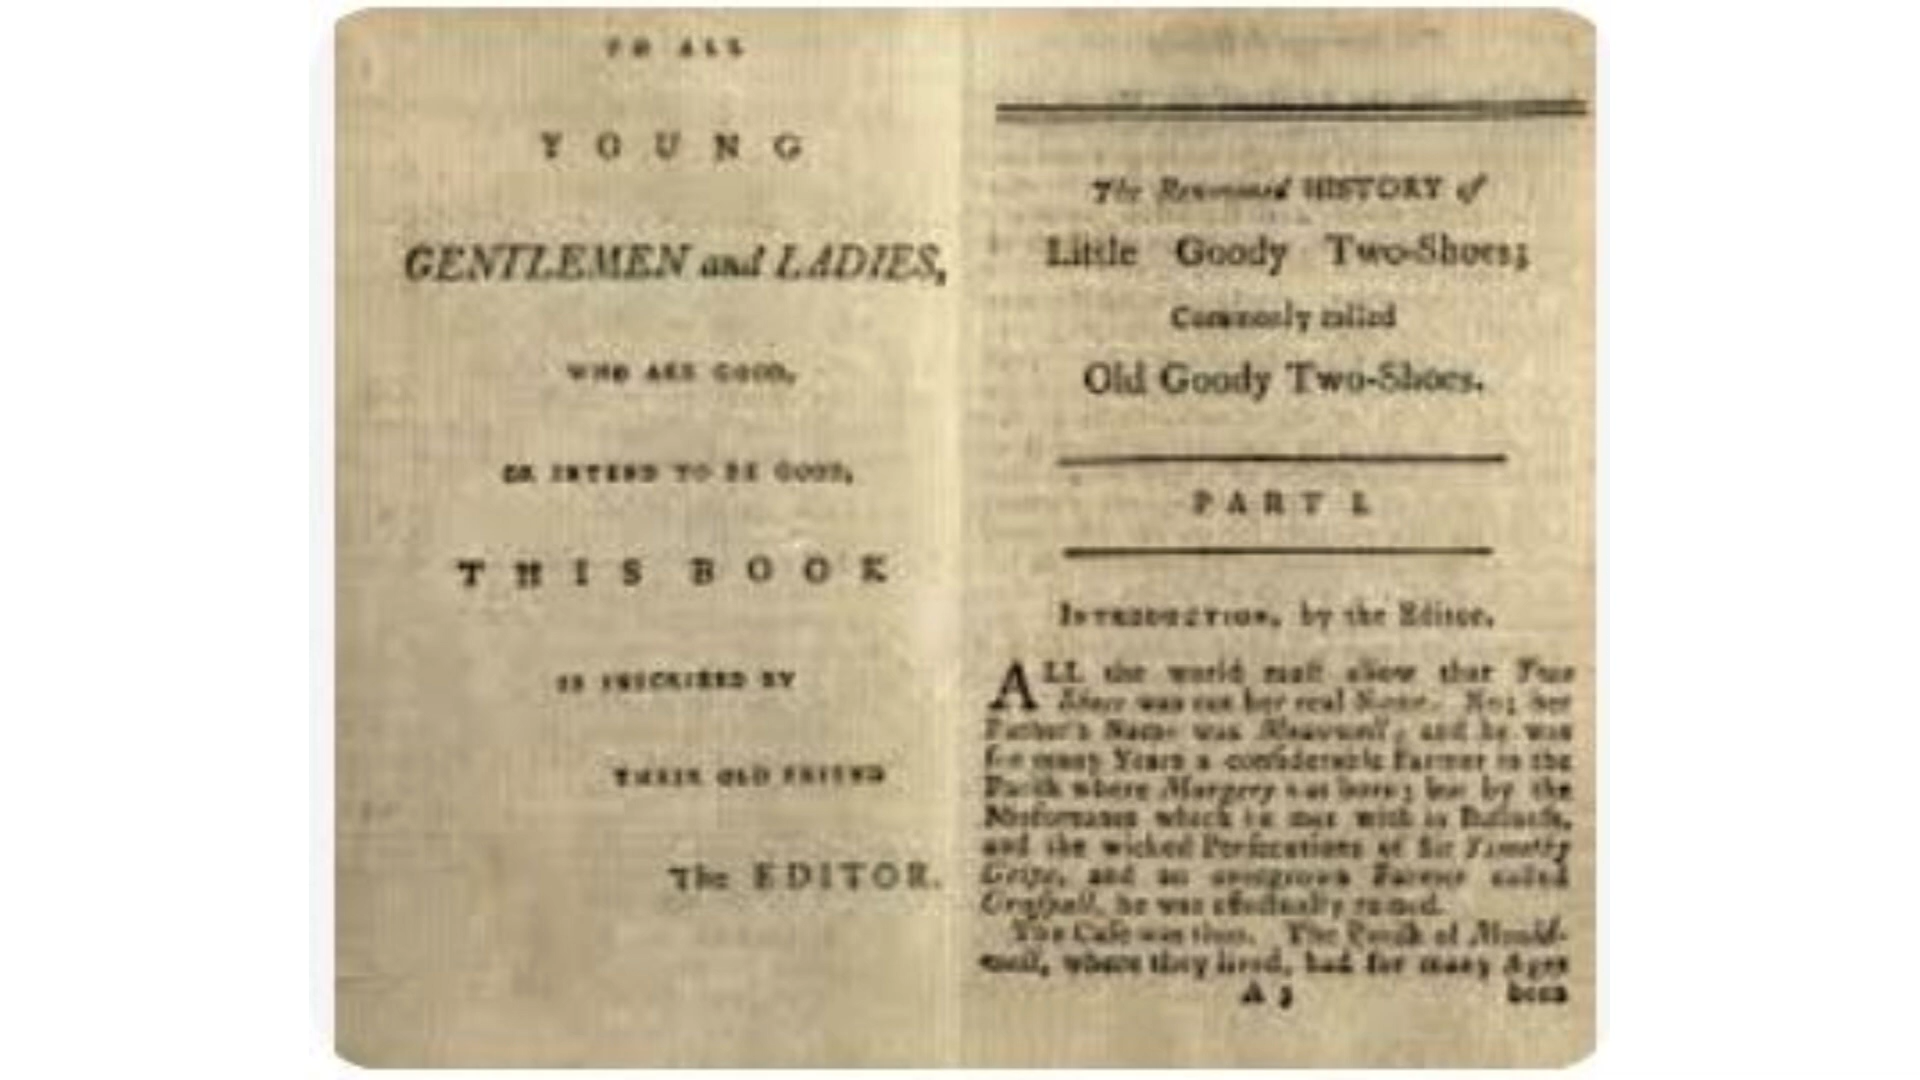 TO ALL
YOUNG
GENTLEMEN and LADIES,
WHO ARE GOOD,
OR INTEND TO BE GOOD,
THIS BOOK
IS INSCRIBED BY
THEIR OLD FRIEND
The EDITOR.
The Renowned HISTORY of
Little Goody Two-Shoes;
Commonly called
Old Goody Two-Shoes.
PART I.
INTRODUCTION, by the Editor.
ALL the world must allow that Two
Shoes was not her real Name. No; her
Father's Name was Meanwell; and he was
for many Years a considerable Farmer in the
Parish where Margery was born; but by the
Misfortunes which he met with in Business,
and the wicked Persecutions of Sir Timothy
Gripe, and an overgrown Farmer called
Graspall, he was effectually ruined.
The Case was thus. The Parish of Mould-
well, where they lived, had for many Ages
A 3 been